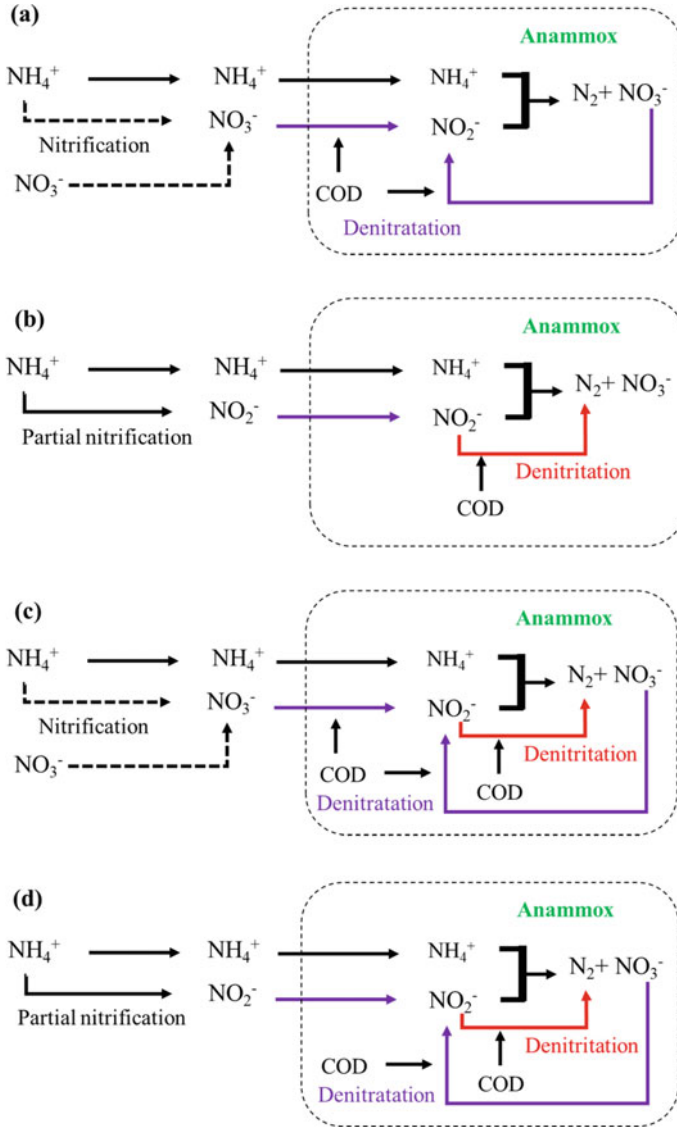 (a)
Anammox
NH₄⁺ NH₄⁺ NH₄⁺
N₂+ NO₃⁻
NO₃⁻ NO₂⁻
Nitrification
NO₃⁻ COD
Denitratation
(b)
Anammox
NH₄⁺ NH₄⁺ NH₄⁺
N₂+ NO₃⁻
NO₂⁻ NO₂⁻
Partial nitrification
Denitritation
COD
(c)
Anammox
NH₄⁺ NH₄⁺ NH₄⁺
N₂+ NO₃⁻
NO₃⁻ NO₂⁻
Nitrification
Denitritation
NO₃⁻ COD COD
Denitratation
(d)
Anammox
NH₄⁺ NH₄⁺ NH₄⁺
N₂+ NO₃⁻
NO₂⁻ NO₂⁻
Partial nitrification
Denitritation
COD COD
Denitratation